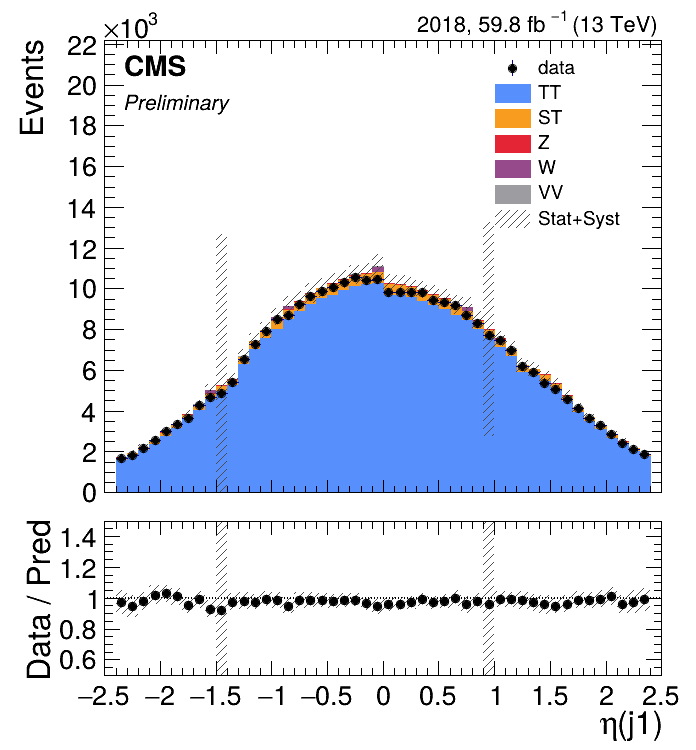 ×10³
2018, 59.8 fb ⁻¹ (13 TeV)
Events
22
20
18
16
14
12
10
8
6
4
2
0
CMS
Preliminary
data
TT
ST
Z
W
VV
Stat+Syst
Data / Pred
1.4
1.2
1
0.8
0.6
−2.5 −2 −1.5 −1 −0.5 0 0.5 1 1.5 2 2.5
η(j1)